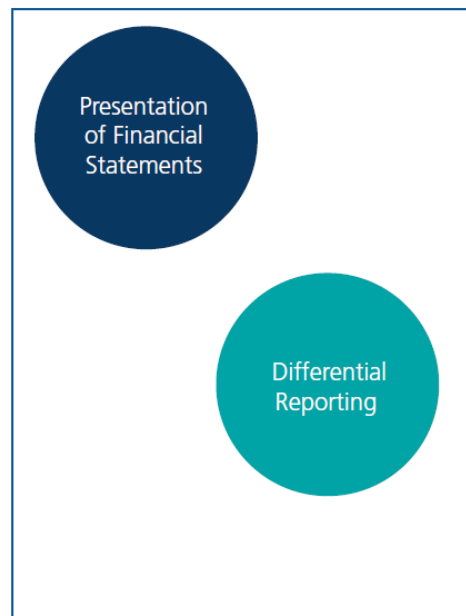 Presentation
of Financial
Statements
Differential
Reporting